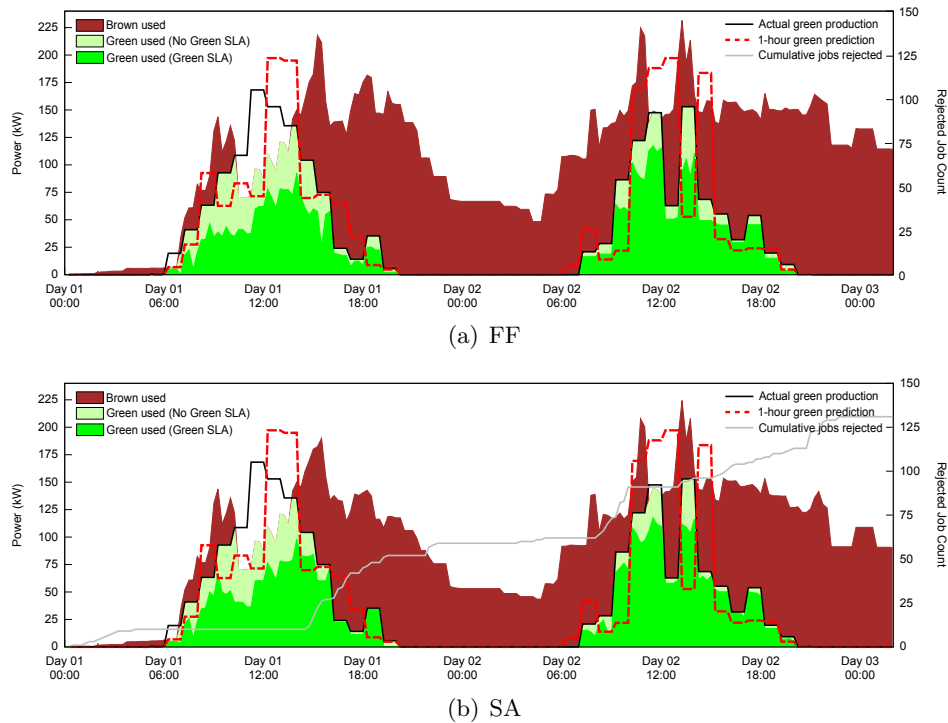 225
200
175
150
125
100
75
50
25
0
Power (kW)
Brown used
Green used (No Green SLA)
Green used (Green SLA)
Actual green production
1-hour green prediction
Cumulative jobs rejected
150
125
100
75
50
25
0
Rejected Job Count
Day 01 Day 01 Day 01 Day 01 Day 02 Day 02 Day 02 Day 02 Day 03
00:00 06:00 12:00 18:00 00:00 06:00 12:00 18:00 00:00
(a) FF
225
200
175
150
125
100
75
50
25
0
Power (kW)
Brown used
Green used (No Green SLA)
Green used (Green SLA)
Actual green production
1-hour green prediction
Cumulative jobs rejected
150
125
100
75
50
25
0
Rejected Job Count
Day 01 Day 01 Day 01 Day 01 Day 02 Day 02 Day 02 Day 02 Day 03
00:00 06:00 12:00 18:00 00:00 06:00 12:00 18:00 00:00
(b) SA